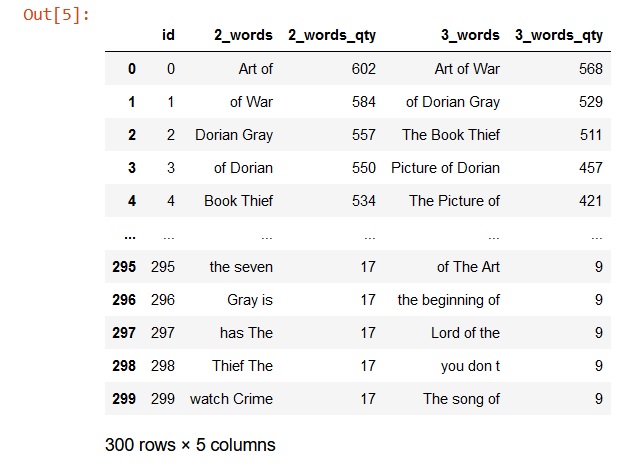 Out[5]:
id 2_words 2_words_qty 3_words 3_words_qty
0 0 Art of 602 Art of War 568
1 1 of War 584 of Dorian Gray 529
2 2 Dorian Gray 557 The Book Thief 511
3 3 of Dorian 550 Picture of Dorian 457
4 4 Book Thief 534 The Picture of 421
... ... ... ... ... ...
295 295 the seven 17 of The Art 9
296 296 Gray is 17 the beginning of 9
297 297 has The 17 Lord of the 9
298 298 Thief The 17 you don t 9
299 299 watch Crime 17 The song of 9
300 rows × 5 columns